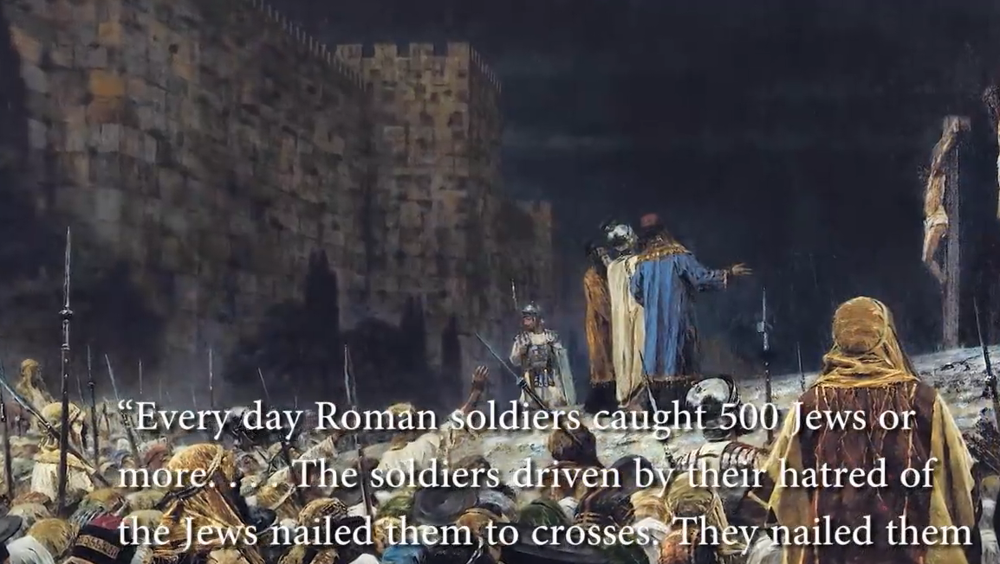 “Every day Roman soldiers caught 500 Jews or
more. . . . The soldiers driven by their hatred of
the Jews nailed them to crosses. They nailed them